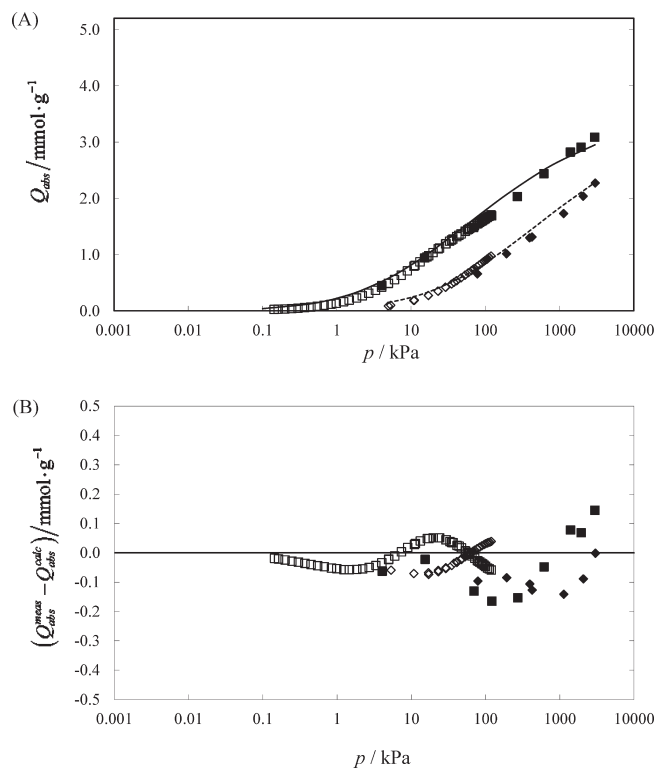 (A)
5.0
4.0
3.0
2.0
1.0
0.0
Q_abs /mmol·g⁻¹
0.001 0.01 0.1 1 10 100 1000 10000
p / kPa
(B)
0.5
0.4
0.3
0.2
0.1
0.0
-0.1
-0.2
-0.3
-0.4
-0.5
(Q_abs^meas − Q_abs^calc)/mmol·g⁻¹
0.001 0.01 0.1 1 10 100 1000 10000
p / kPa